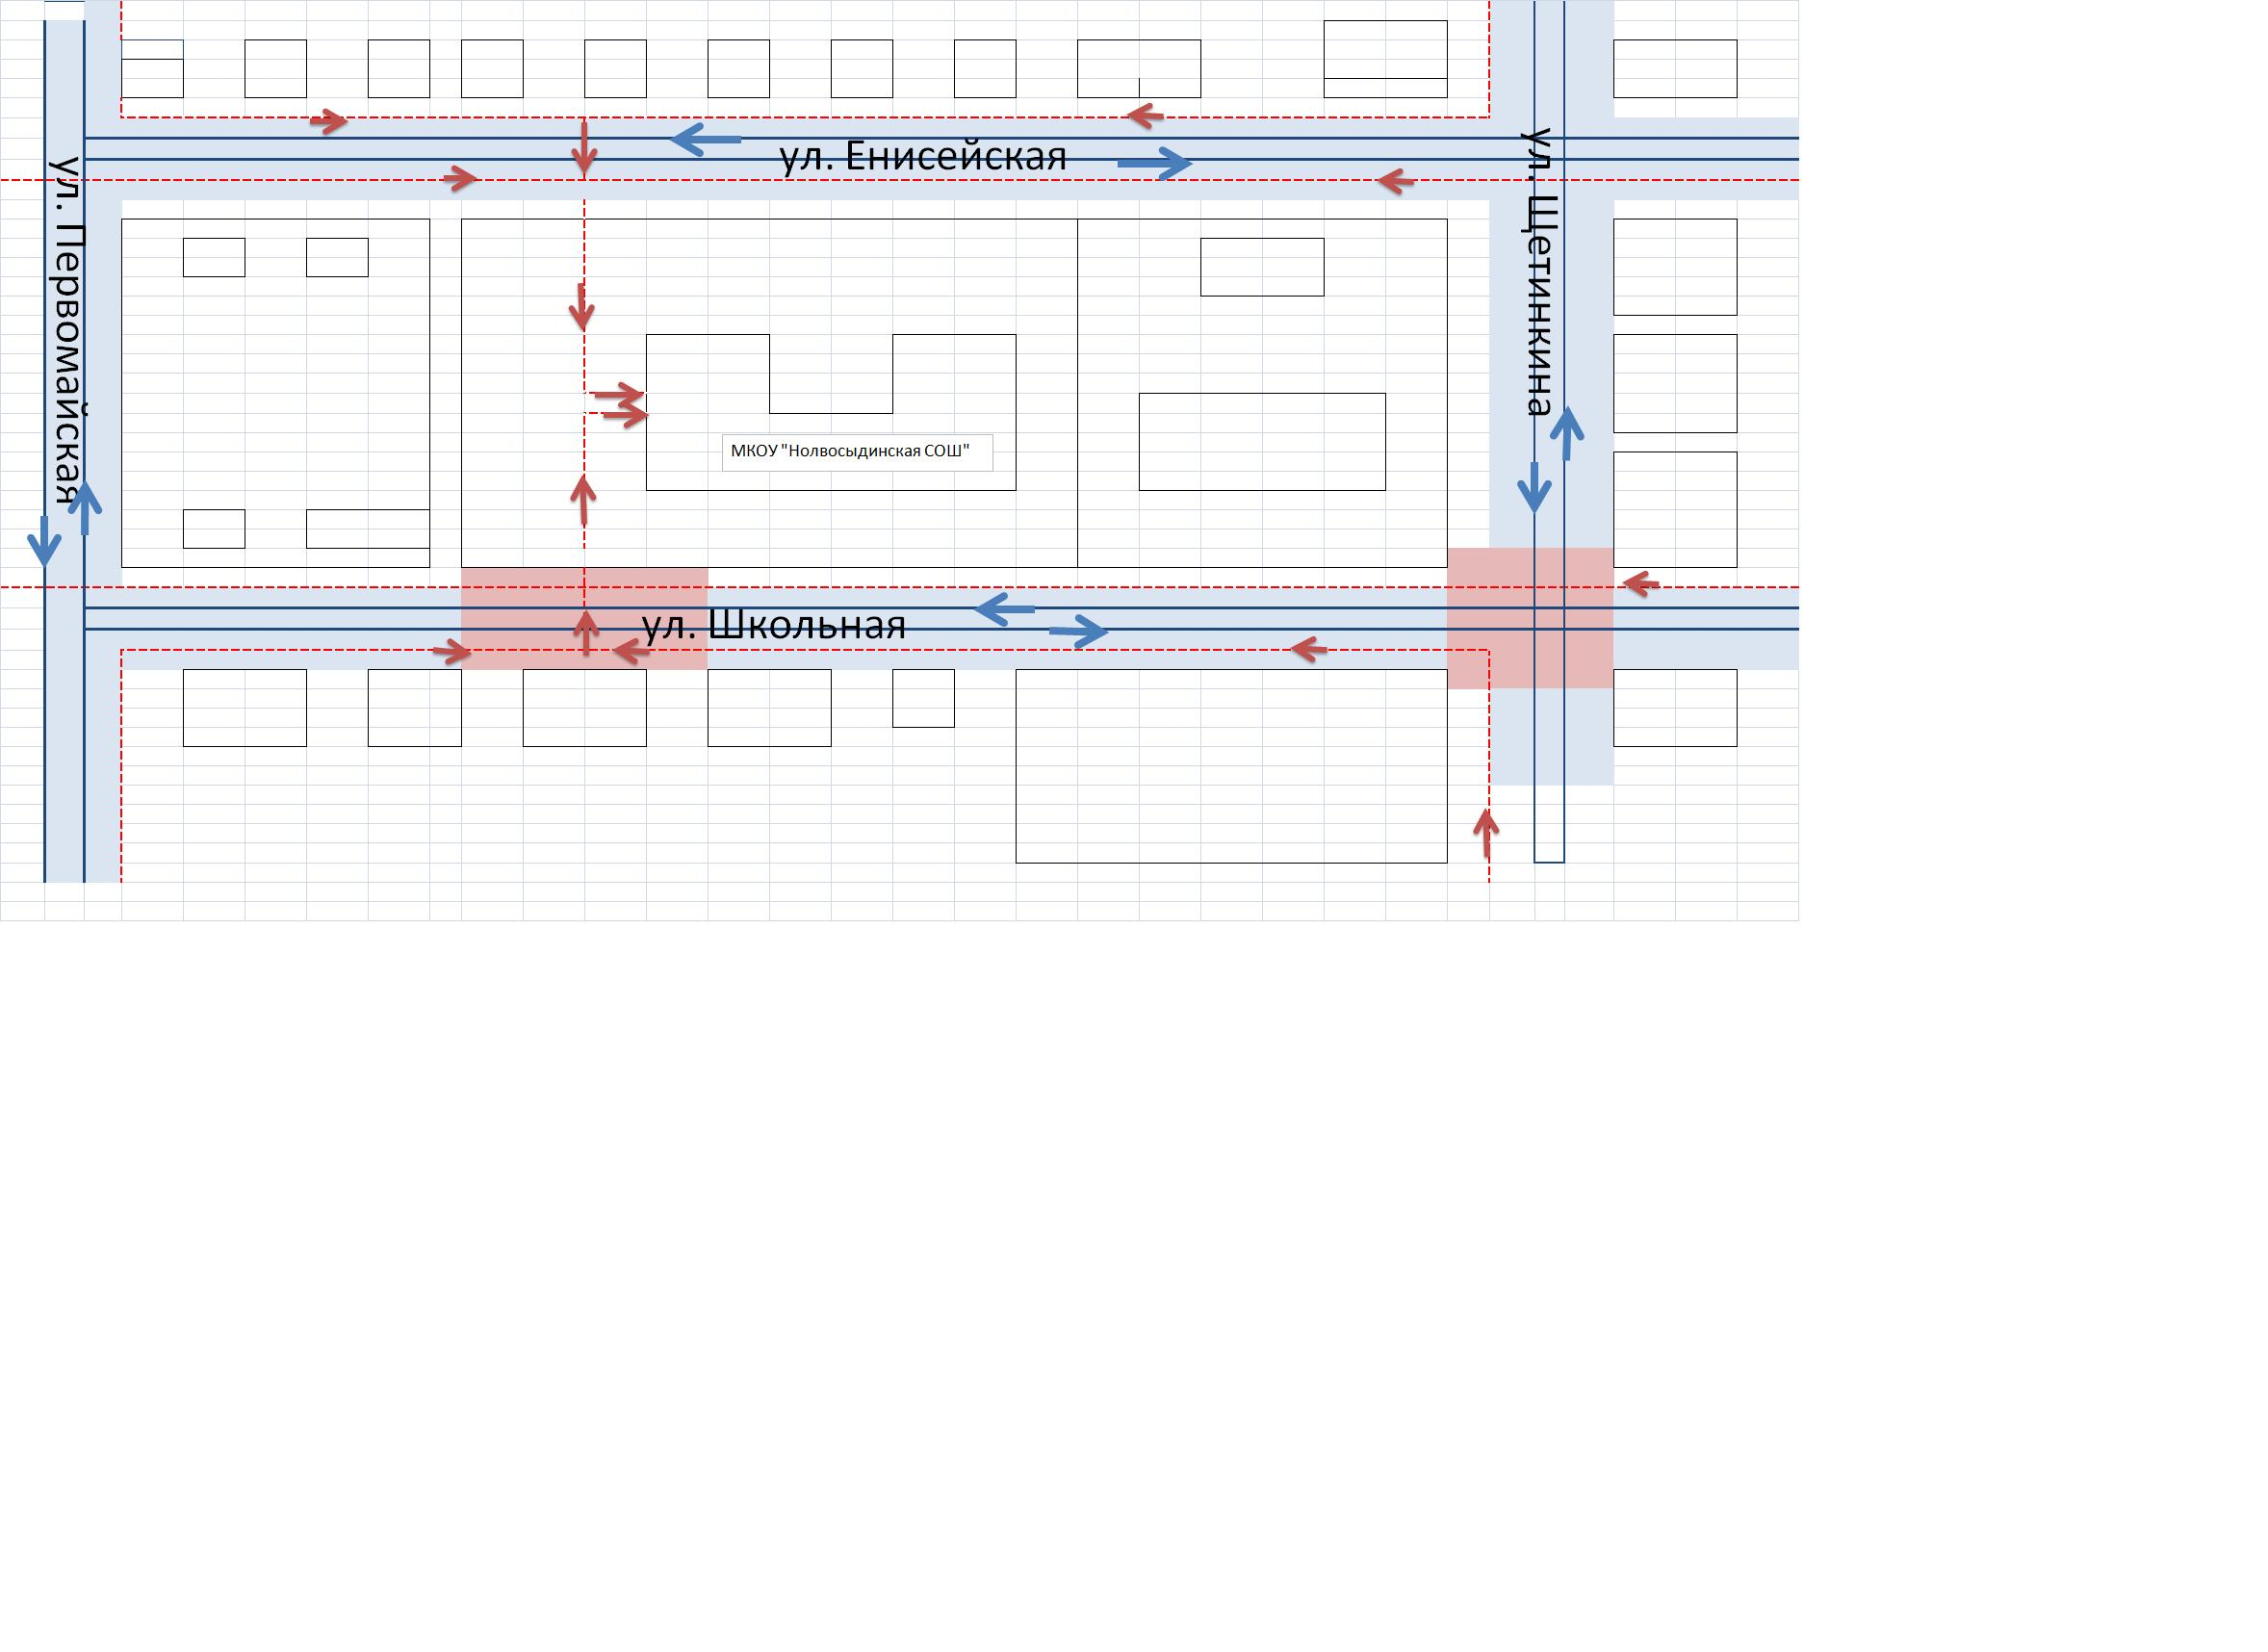 ул. Енисейская
ул. Первомайская
ул. Щетинкина
МКОУ "Нолвосыдинская СОШ"
ул. Школьная